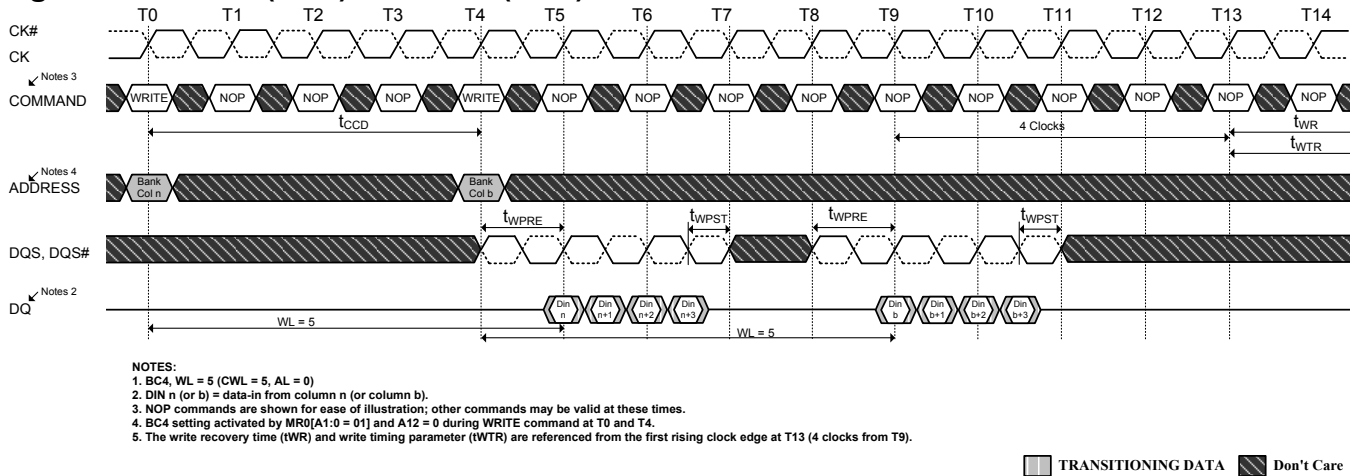 T0 T1 T2 T3 T4 T5 T6 T7 T8 T9 T10 T11 T12 T13 T14
CK#
CK
Notes 3
COMMAND
WRITE NOP NOP NOP WRITE NOP NOP NOP NOP NOP NOP NOP NOP NOP NOP
tCCD
4 Clocks
tWR
tWTR
Notes 4
ADDRESS
Bank Col n
Bank Col b
tWPRE tWPST tWPRE tWPST
DQS, DQS#
Notes 2
DQ
Din n Din n+1 Din n+2 Din n+3 Din b Din b+1 Din b+2 Din b+3
WL = 5
WL = 5
NOTES:
1. BC4, WL = 5 (CWL = 5, AL = 0)
2. DIN n (or b) = data-in from column n (or column b).
3. NOP commands are shown for ease of illustration; other commands may be valid at these times.
4. BC4 setting activated by MR0[A1:0 = 01] and A12 = 0 during WRITE command at T0 and T4.
5. The write recovery time (tWR) and write timing parameter (tWTR) are referenced from the first rising clock edge at T13 (4 clocks from T9).
TRANSITIONING DATA Don't Care